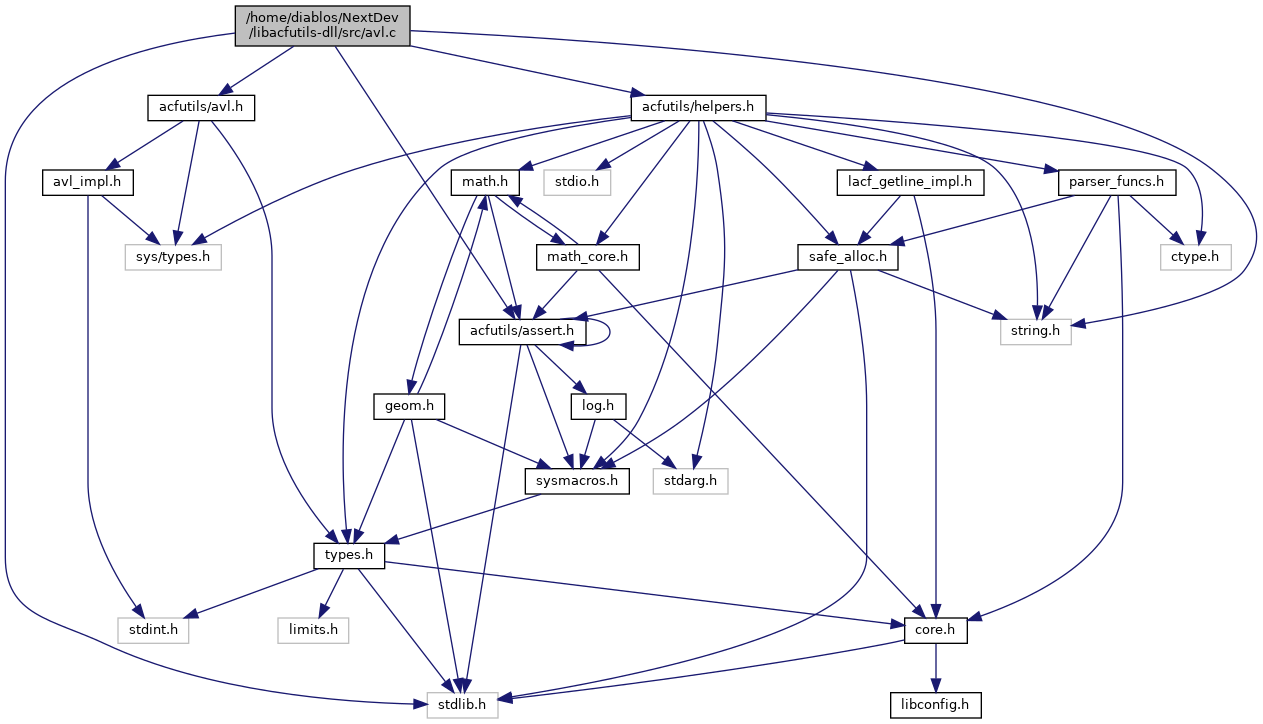 /home/diablos/NextDev
/libacfutils-dll/src/avl.c
acfutils/avl.h
acfutils/helpers.h
avl_impl.h
math.h
stdio.h
lacf_getline_impl.h
parser_funcs.h
sys/types.h
math_core.h
safe_alloc.h
ctype.h
acfutils/assert.h
string.h
geom.h
log.h
sysmacros.h
stdarg.h
types.h
stdint.h
limits.h
core.h
stdlib.h
libconfig.h